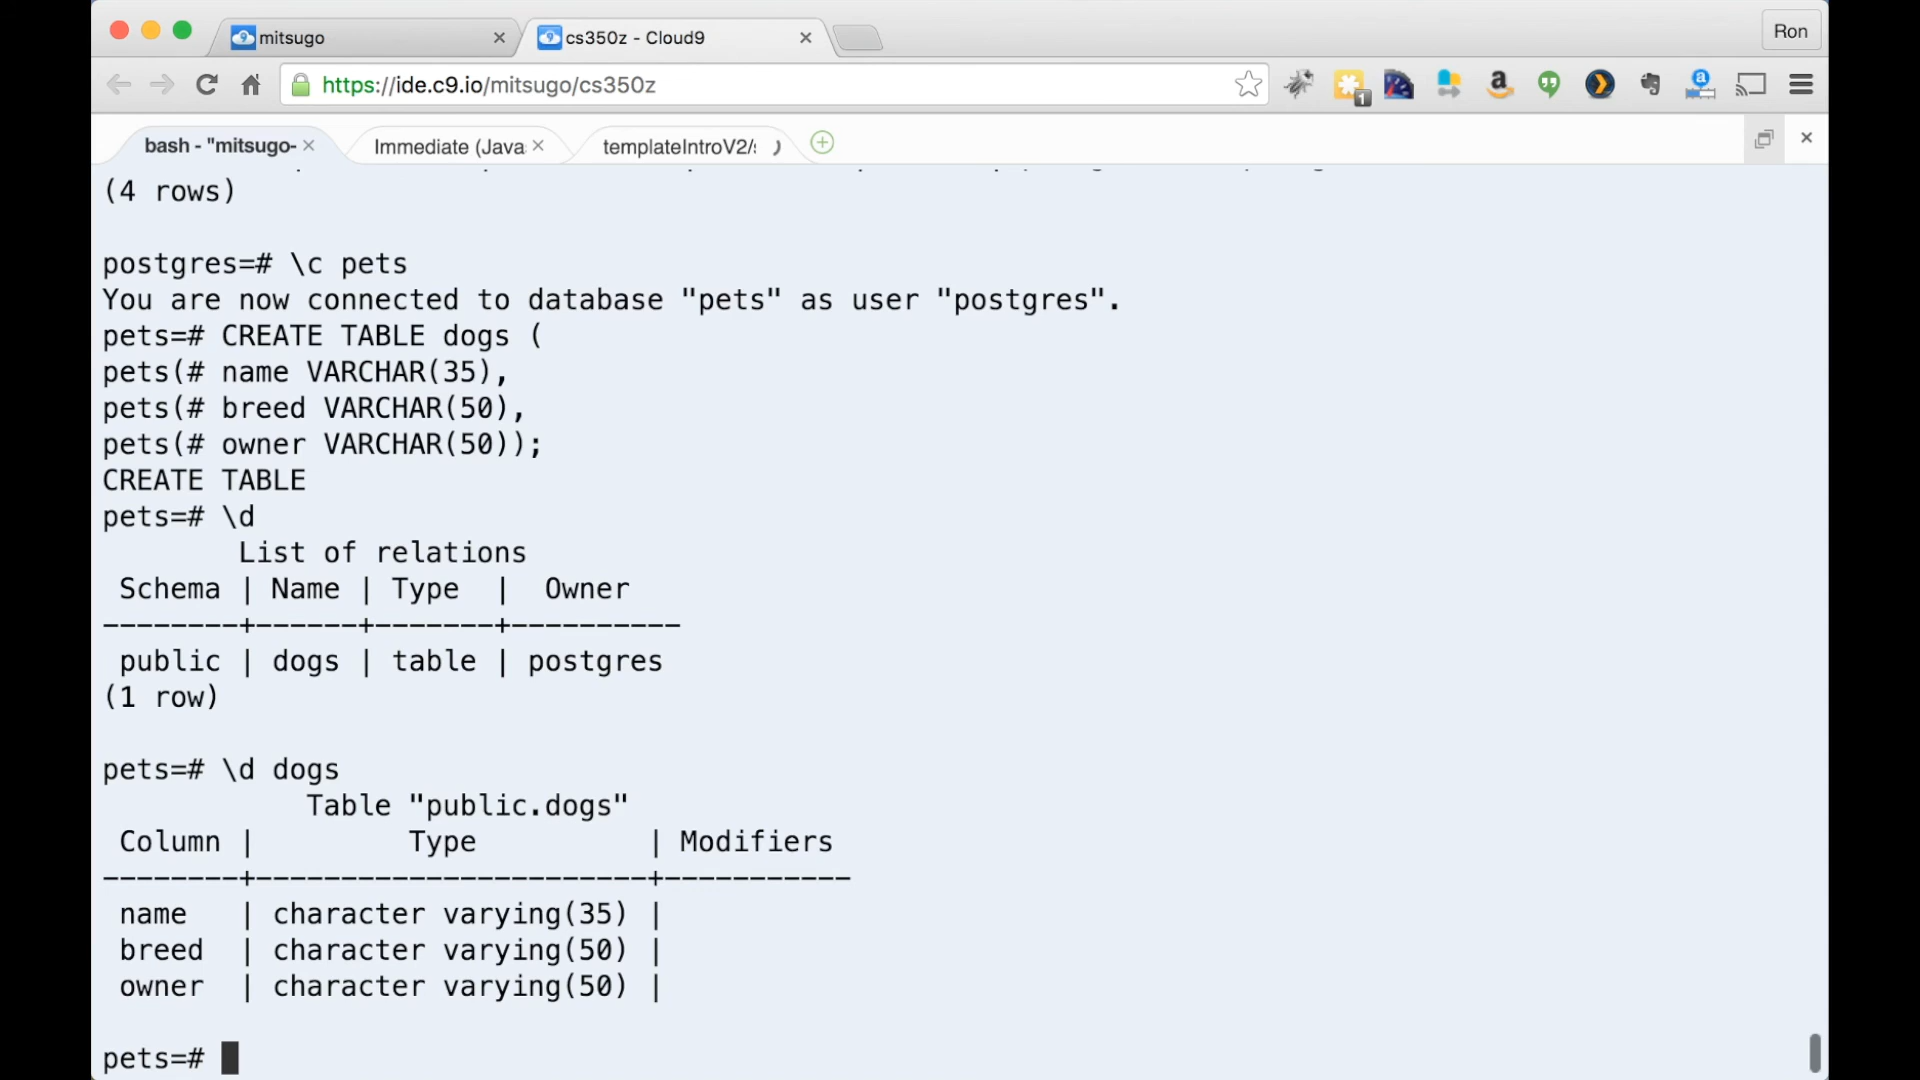 mitsugo
cs350z - Cloud9
Ron
https://ide.c9.io/mitsugo/cs350z
1
bash - "mitsugo-
Immediate (Java
templateIntroV2/
(4 rows)
postgres=# \c pets
You are now connected to database "pets" as user "postgres".
pets=# CREATE TABLE dogs (
pets(# name VARCHAR(35),
pets(# breed VARCHAR(50),
pets(# owner VARCHAR(50));
CREATE TABLE
pets=# \d
List of relations
Schema | Name | Type | Owner
--------+------+-------+----------
public | dogs | table | postgres
(1 row)
pets=# \d dogs
Table "public.dogs"
Column | Type | Modifiers
--------+-----------------------+-----------
name | character varying(35) |
breed | character varying(50) |
owner | character varying(50) |
pets=#